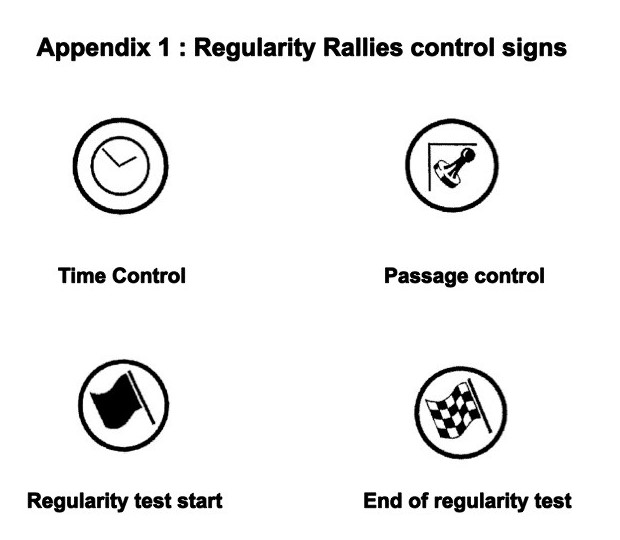 Appendix 1 : Regularity Rallies control signs
Time Control
Passage control
Regularity test start
End of regularity test